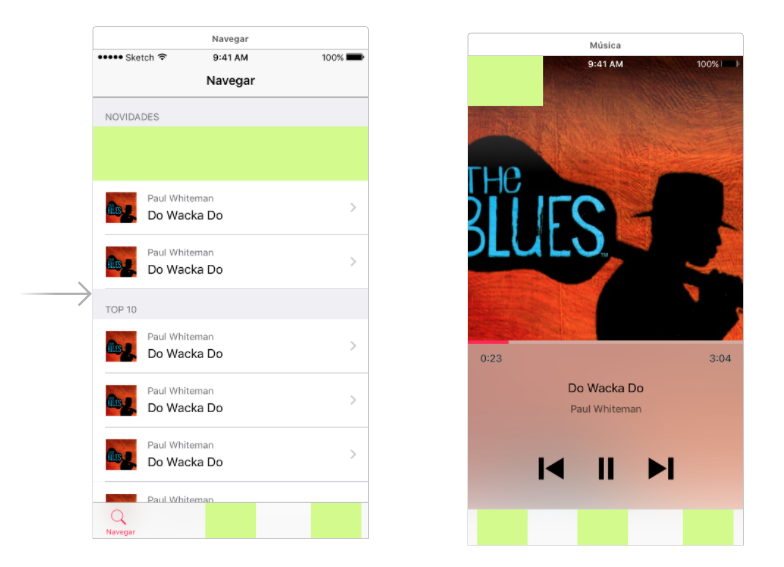 Navegar
●●●●● Sketch 9:41 AM 100%
Navegar
NOVIDADES
Paul Whiteman
Do Wacka Do
Paul Whiteman
Do Wacka Do
TOP 10
Paul Whiteman
Do Wacka Do
Paul Whiteman
Do Wacka Do
Paul Whiteman
Do Wacka Do
Paul Whiteman
Navegar
Música
9:41 AM 100%
THE
BLUES
0:23 3:04
Do Wacka Do
Paul Whiteman